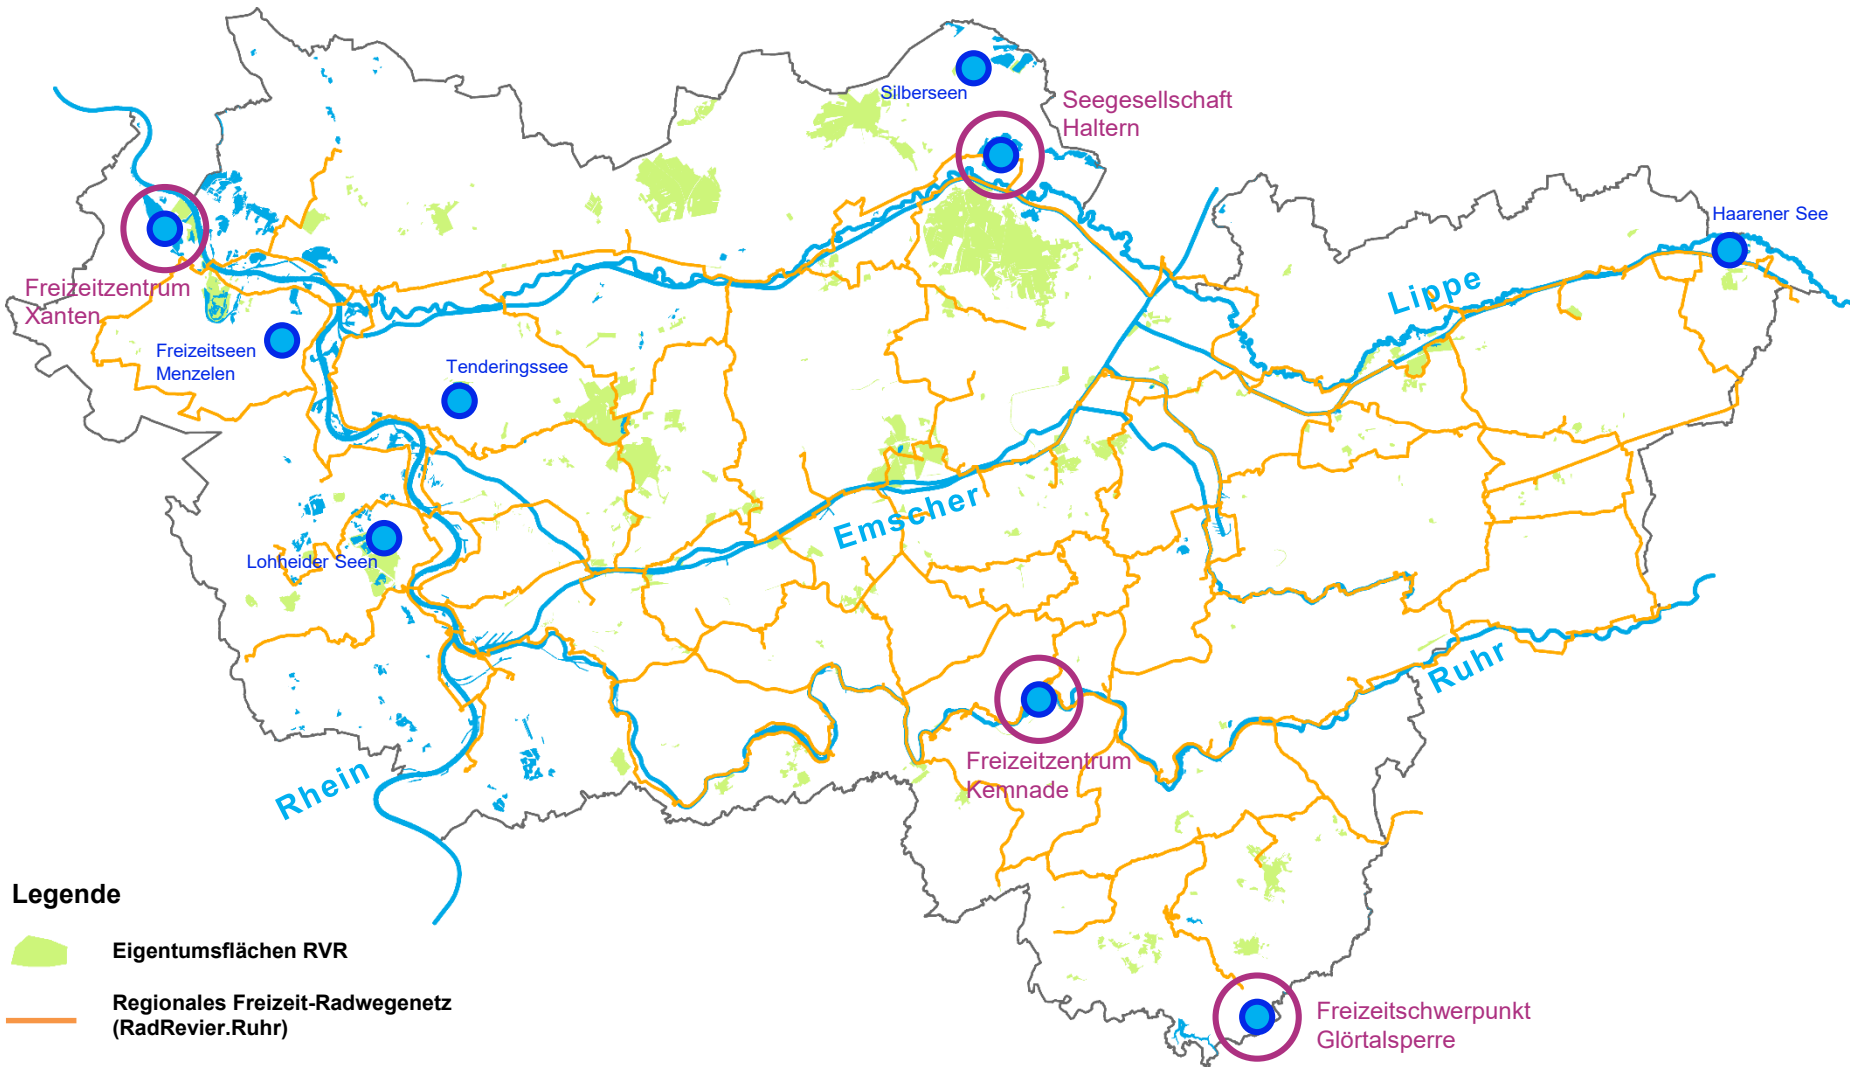 Silberseen
Seegesellschaft
Haltern
Haarener See
Freizeitzentrum
Xanten
Lippe
Freizeitseen
Menzelen
Tenderingssee
Emscher
Lohheider Seen
Ruhr
Freizeitzentrum
Kemnade
Rhein
Legende
Eigentumsflächen RVR
Regionales Freizeit-Radwegenetz
(RadRevier.Ruhr)
Freizeitschwerpunkt
Glörtalsperre